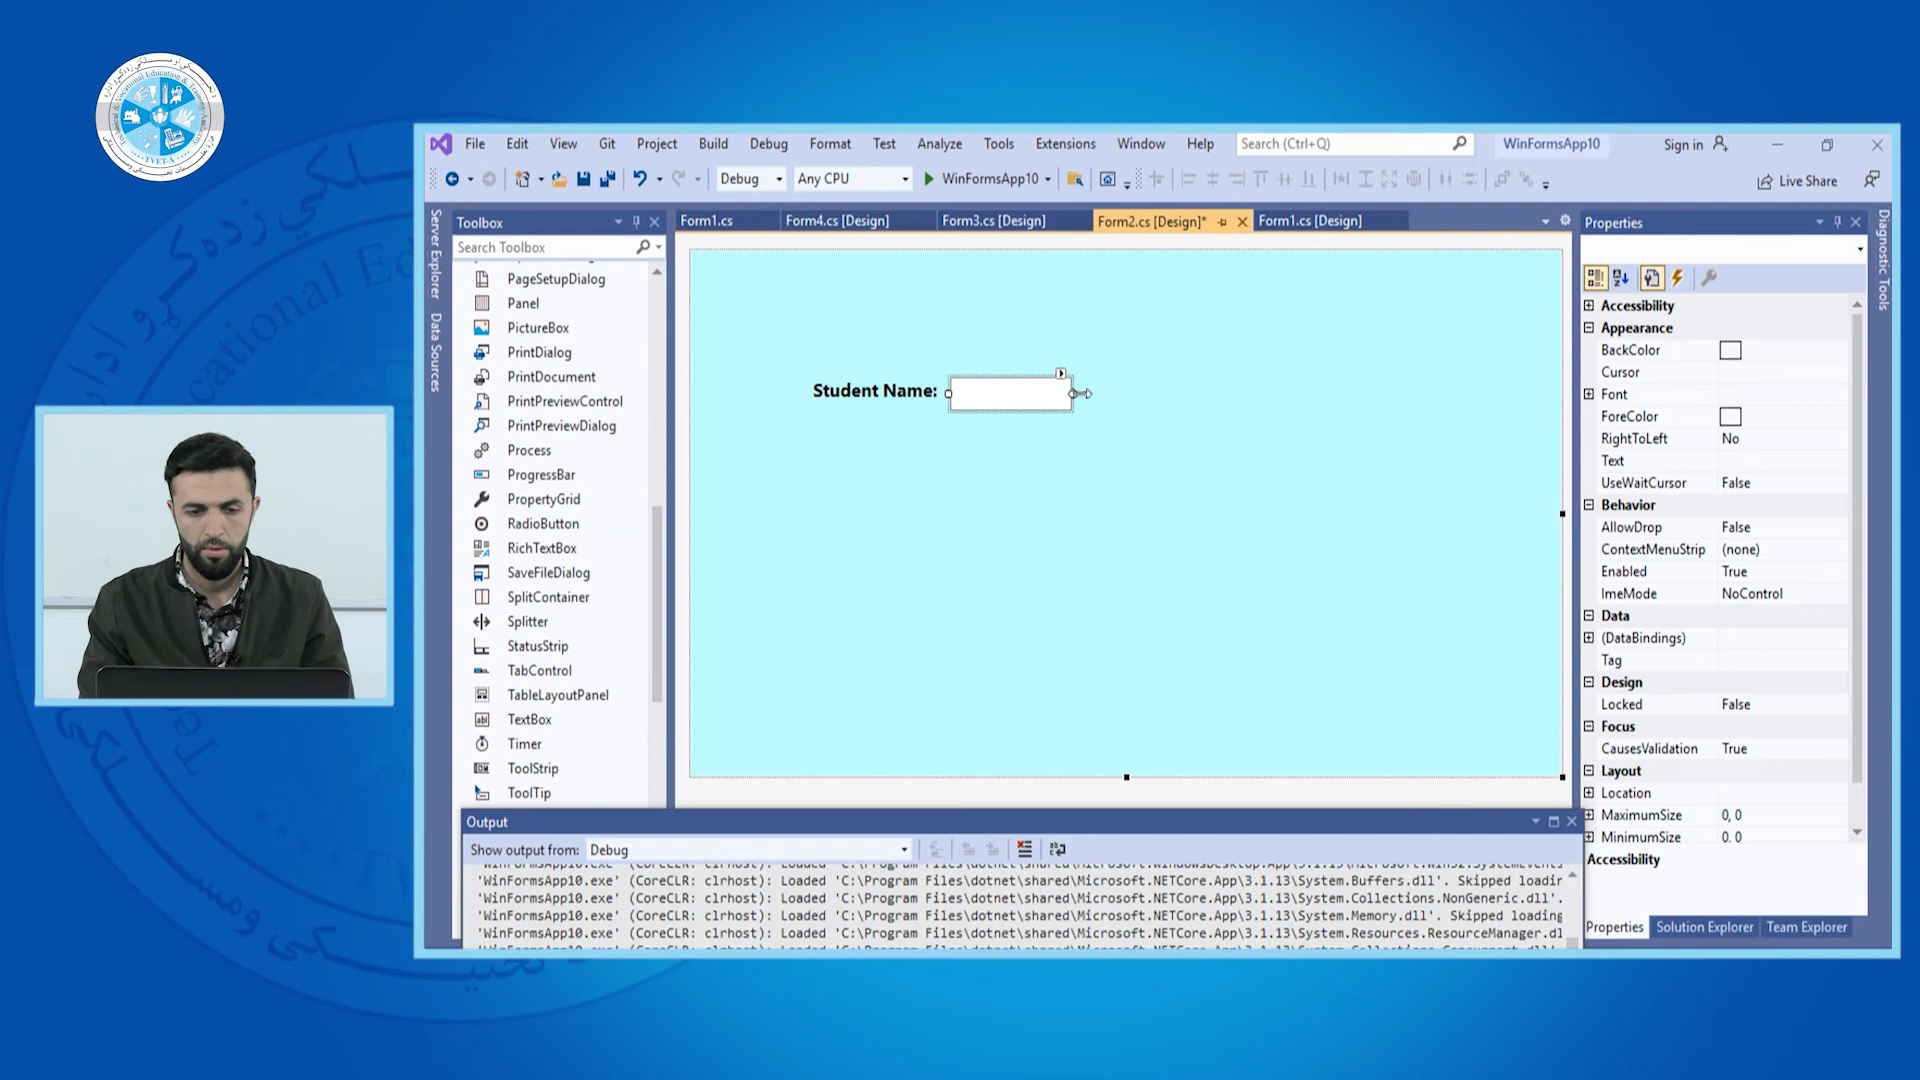 Technical & Vocational Education & Training Authority
TVET-A
File Edit View Git Project Build Debug Format Test Tools Analyze Extensions Window Help Search (Ctrl+Q) WinFormsApp10 Sign in
Debug Any CPU WinFormsApp10 Live Share
Server Explorer
Data Sources
Toolbox
Search Toolbox
PageSetupDialog
Panel
PictureBox
PrintDialog
PrintDocument
PrintPreviewControl
PrintPreviewDialog
Process
ProgressBar
PropertyGrid
RadioButton
RichTextBox
SaveFileDialog
SplitContainer
Splitter
StatusStrip
TabControl
TableLayoutPanel
TextBox
Timer
ToolStrip
ToolTip
Form1.cs Form4.cs [Design] Form3.cs [Design] Form2.cs [Design]* Form1.cs [Design]
Student Name:
Properties
Accessibility
Appearance
BackColor
Cursor
Font
ForeColor
RightToLeft No
Text
UseWaitCursor False
Behavior
AllowDrop False
ContextMenuStrip (none)
Enabled True
ImeMode NoControl
Data
(DataBindings)
Tag
Design
Locked False
Focus
CausesValidation True
Layout
Location
MaximumSize 0, 0
MinimumSize 0, 0
Accessibility
Properties Solution Explorer Team Explorer
Diagnostic Tools
Output
Show output from: Debug
'WinFormsApp10.exe' (CoreCLR: clrhost): Loaded 'C:\Program Files\dotnet\shared\Microsoft.NETCore.App\3.1.13\System.Buffers.dll'. Skipped loadin
'WinFormsApp10.exe' (CoreCLR: clrhost): Loaded 'C:\Program Files\dotnet\shared\Microsoft.NETCore.App\3.1.13\System.Collections.NonGeneric.dll'.
'WinFormsApp10.exe' (CoreCLR: clrhost): Loaded 'C:\Program Files\dotnet\shared\Microsoft.NETCore.App\3.1.13\System.Memory.dll'. Skipped loading
'WinFormsApp10.exe' (CoreCLR: clrhost): Loaded 'C:\Program Files\dotnet\shared\Microsoft.NETCore.App\3.1.13\System.Resources.ResourceManager.dl